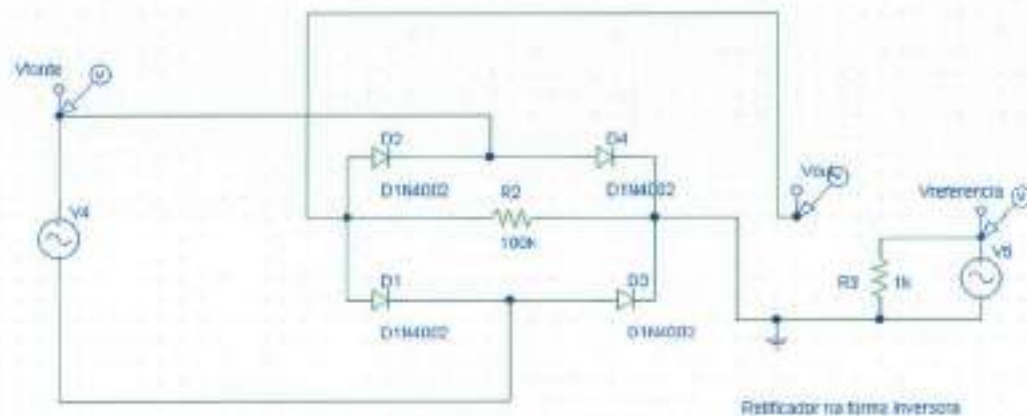 Vfonte
V
V4
D2
D4
D1N4002
R2
D1N4002
100k
D1
D3
D1N4002
D1N4002
Vout
V
Vreferencia
V
R3
1k
Retificador na forma inversora